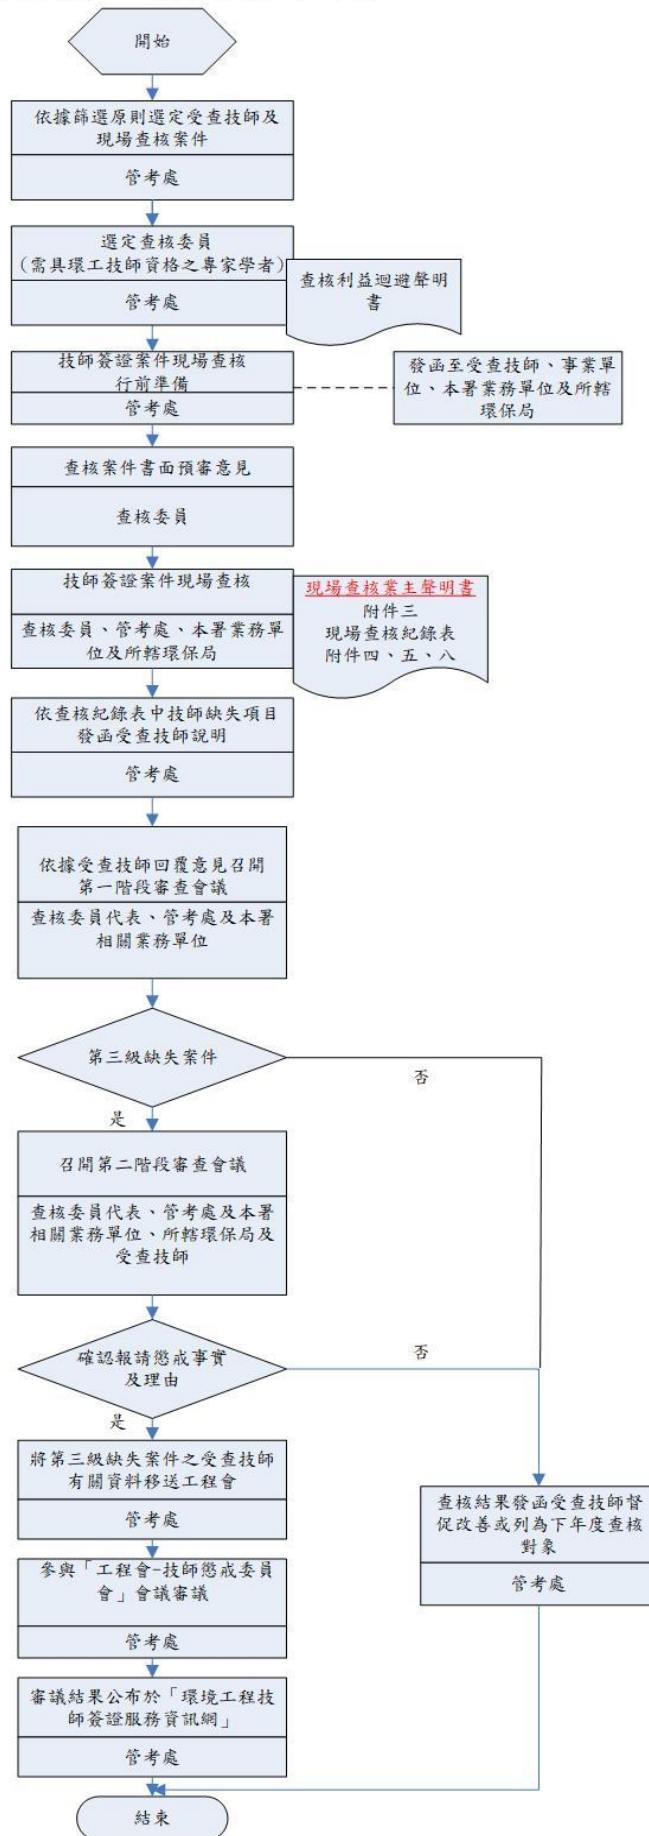 開始
依據篩選原則選定受查技師及
現場查核案件
管考處
選定查核委員
（需具環工技師資格之專家學者）
管考處
查核利益迴避聲明
書
技師簽證案件現場查核
行前準備
管考處
發函至受查技師、事業單
位、本署業務單位及所轄
環保局
查核案件書面預審意見
查核委員
技師簽證案件現場查核
查核委員、管考處、本署業務單
位及所轄環保局
現場查核業主聲明書
附件三
現場查核紀錄表
附件四、五、八
依查核紀錄表中技師缺失項目
發函受查技師說明
管考處
依據受查技師回覆意見召開
第一階段審查會議
查核委員代表、管考處及本署
相關業務單位
第三級缺失案件
否
是
召開第二階段審查會議
查核委員代表、管考處及本署
相關業務單位、所轄環保局及
受查技師
確認報請懲戒事實
及理由
否
是
將第三級缺失案件之受查技師
有關資料移送工程會
管考處
查核結果發函受查技師督
促改善或列為下年度查核
對象
管考處
參與「工程會-技師懲戒委員
會」會議審議
管考處
審議結果公布於「環境工程技
師簽證服務資訊網」
管考處
結束